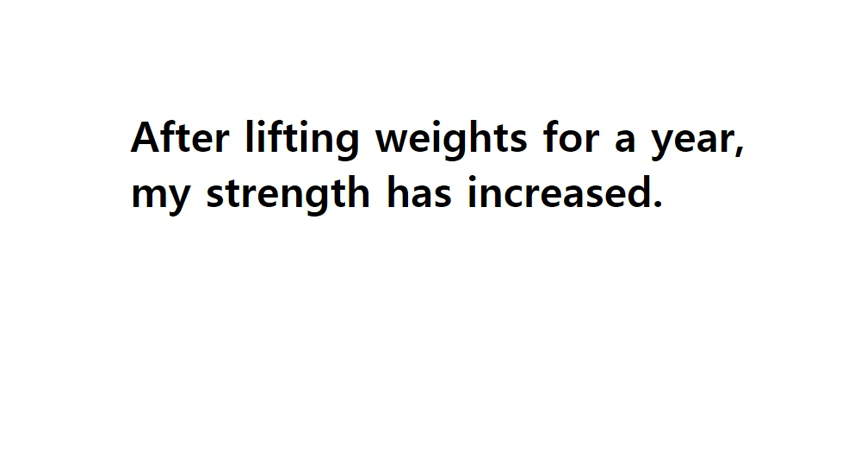 After lifting weights for a year,
my strength has increased.